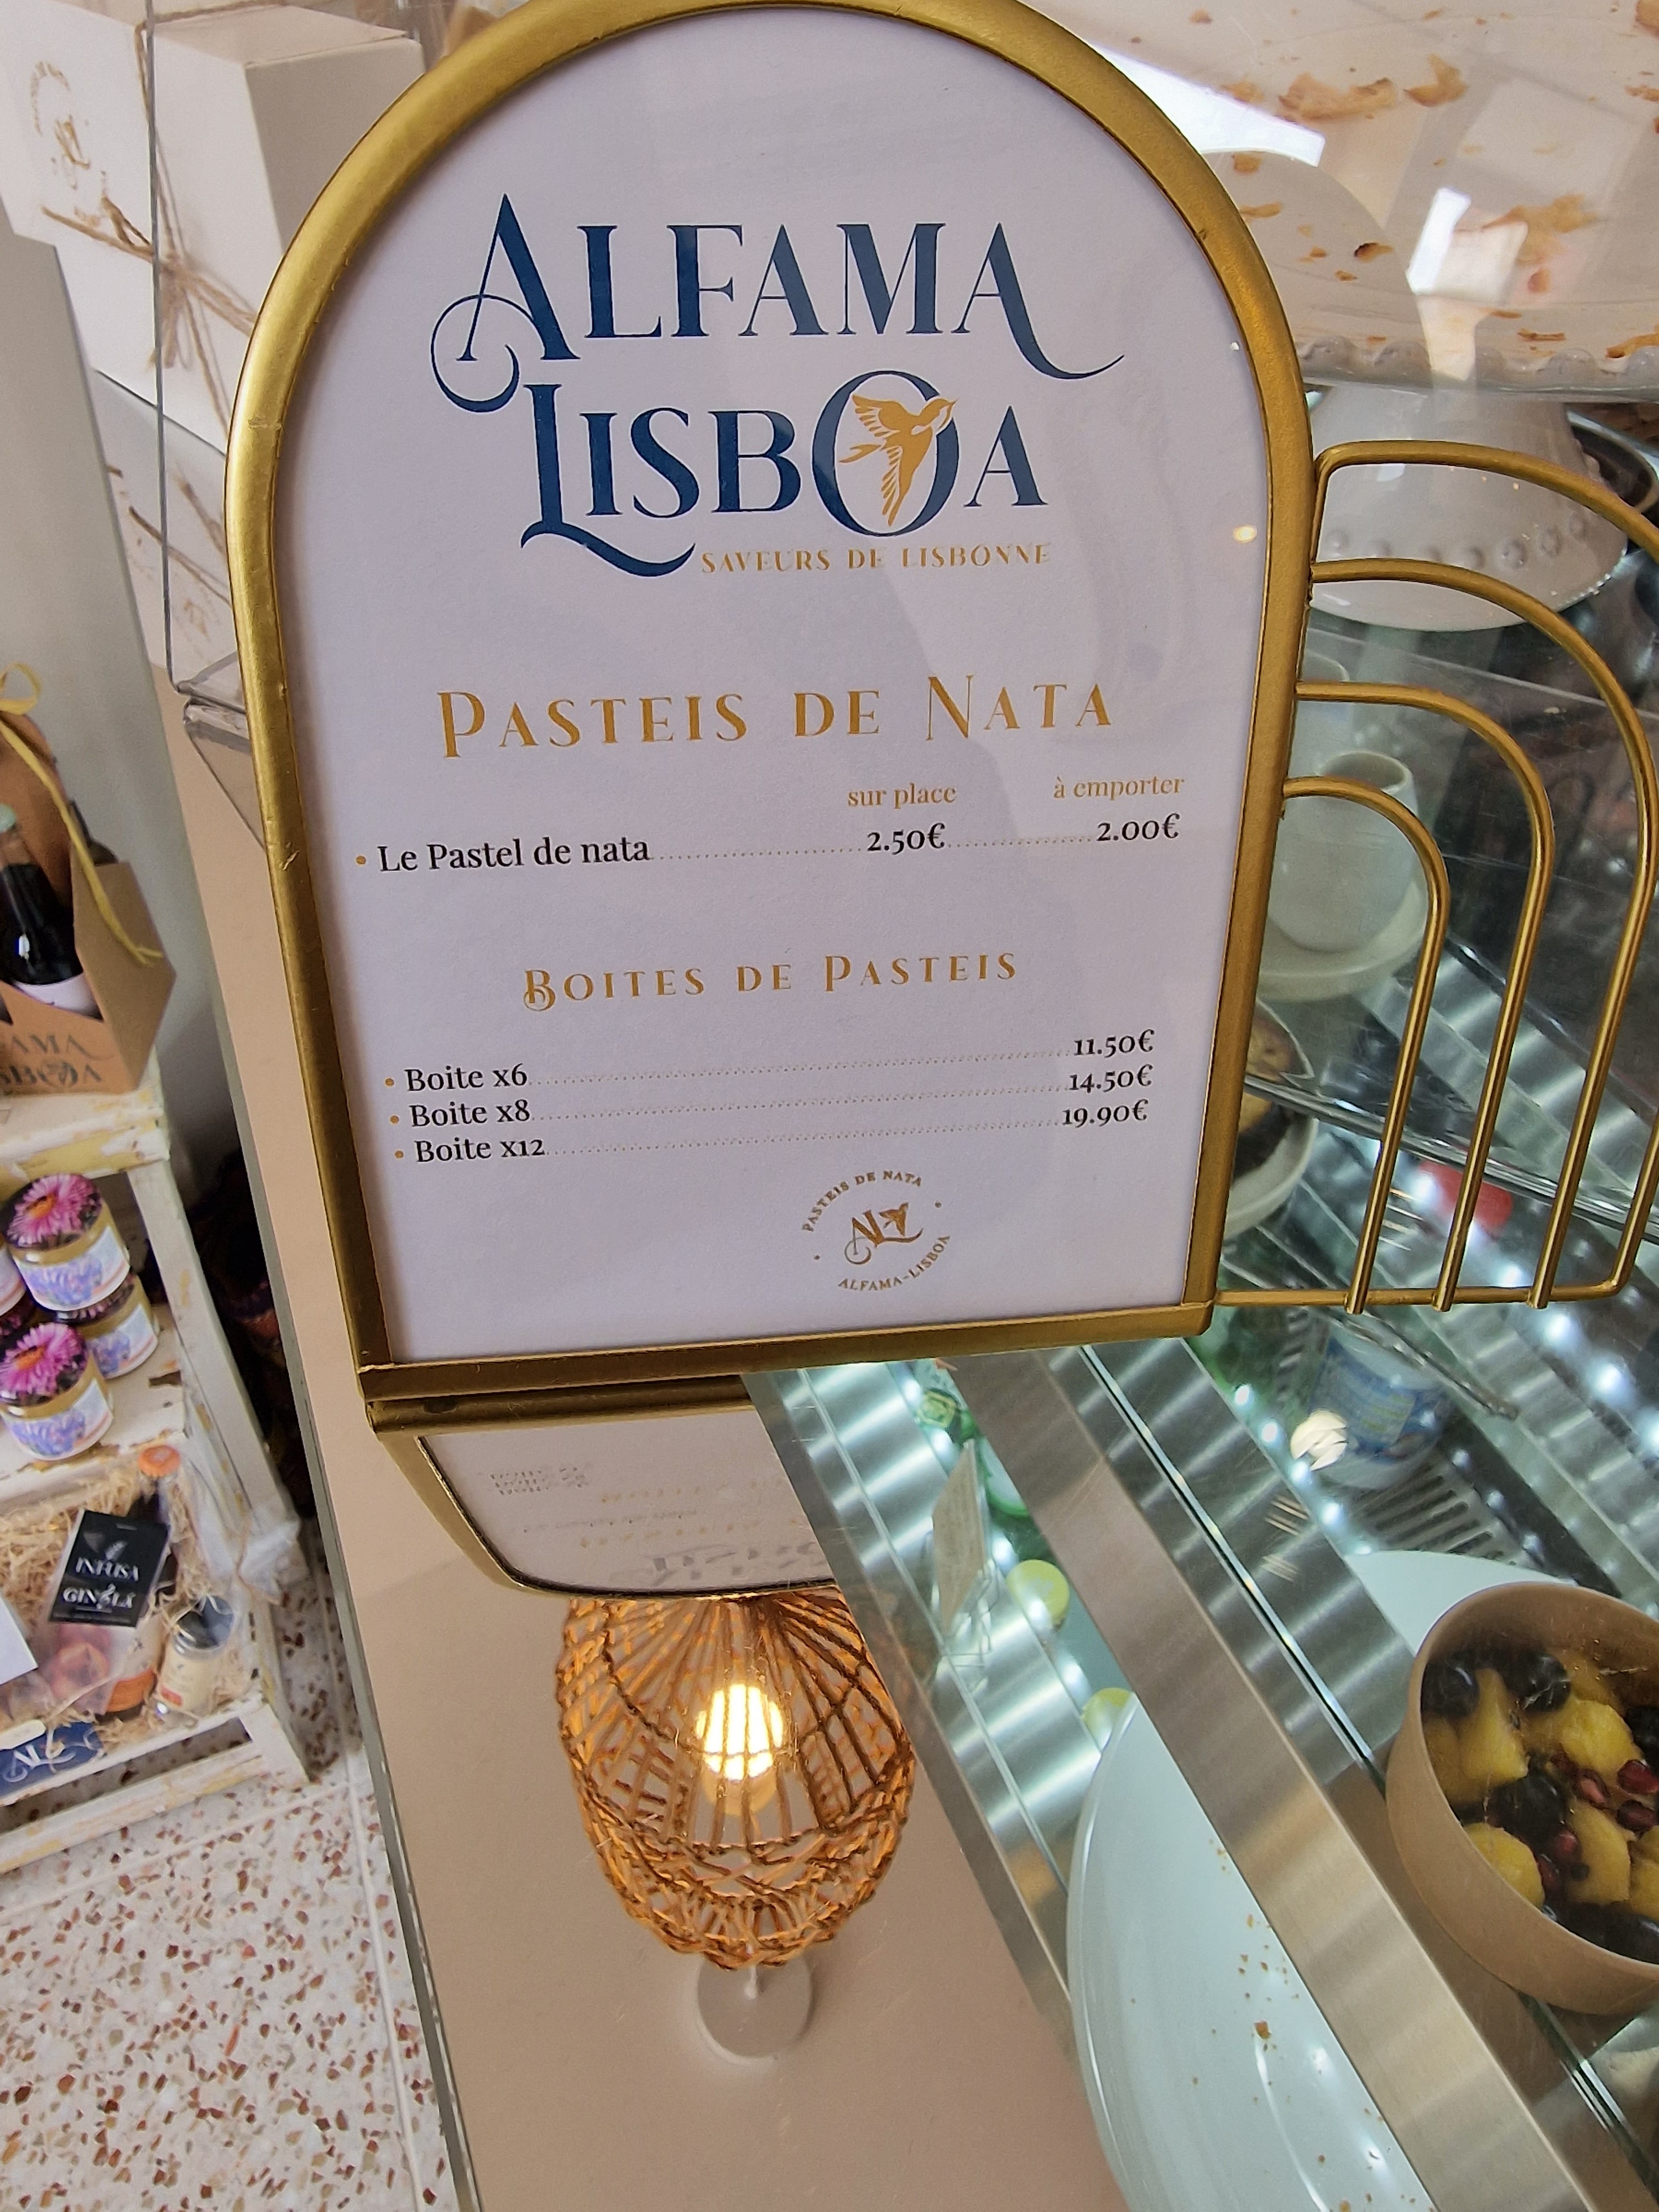 ALFAMA
LISBOA
SAVEURS DE LISBONNE
PASTEIS DE NATA
sur place à emporter
• Le Pastel de nata 2.50€ 2.00€
BOITES DE PASTEIS
• Boite x6 11.50€
• Boite x8 14.50€
• Boite x12 19.90€
PASTEIS DE NATA
AL
ALFAMA-LISBOA
INFUSA
GINJA